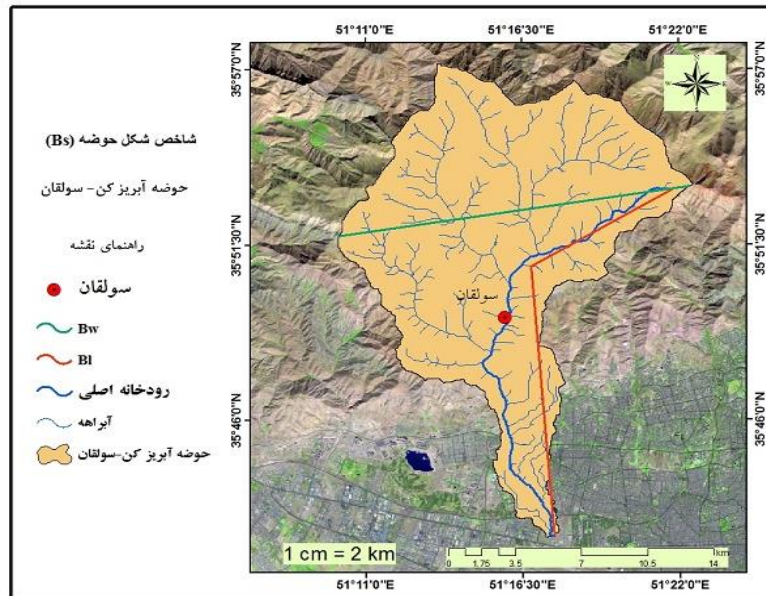 51°11'0"E 51°16'30"E 51°22'0"E
35°57'0"N
35°57'0"N
N
W E
S
شاخص شکل حوضه (Bs)
حوضه آبریز کن- سولقان
راهنمای نقشه
سولقان
Bw
Bl
رودخانه اصلی
آبراهه
حوضه آبریز کن-سولقان
35°51'30"N
35°51'30"N
سولقان
35°46'0"N
35°46'0"N
1 cm = 2 km
km
0 1.75 3.5 7 10.5 14
51°11'0"E 51°16'30"E 51°22'0"E